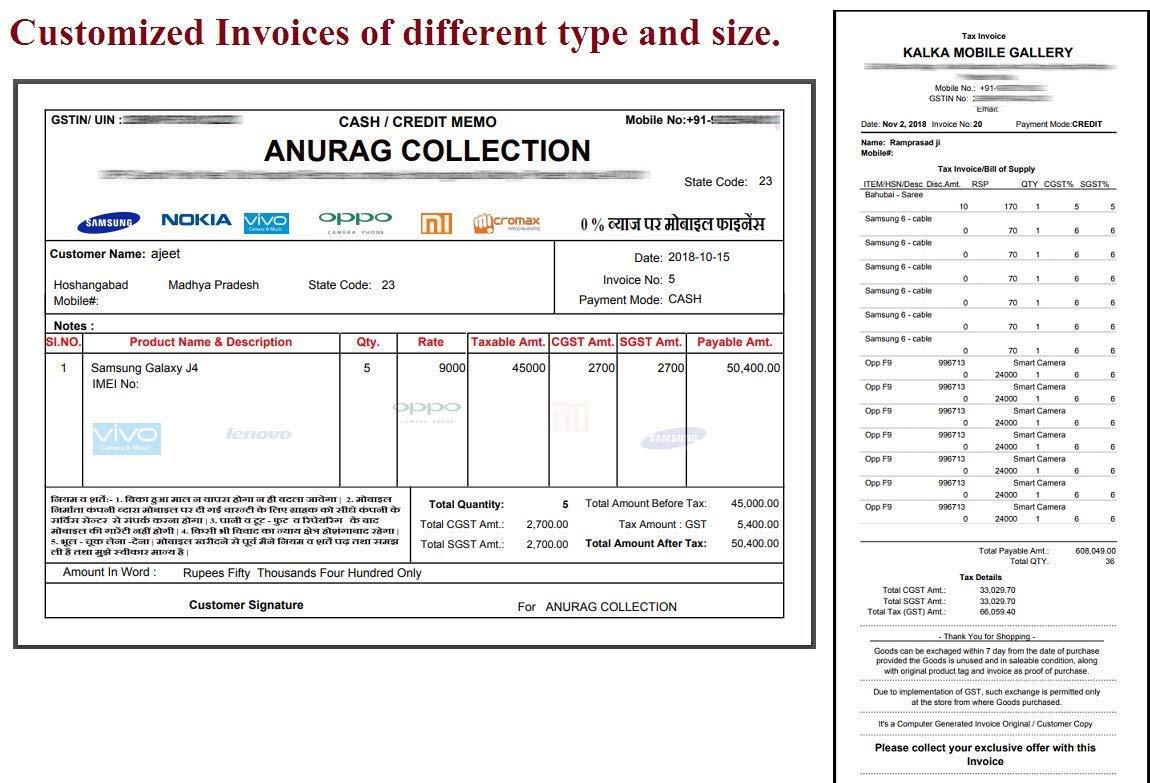 Customized Invoices of different type and size.
GSTIN/ UIN :
CASH / CREDIT MEMO
Mobile No:+91-
ANURAG COLLECTION
State Code: 23
SAMSUNG NOKIA vivo oppo mi micromax 0 % व्याज पर मोबाइल फाइनेंस
Camera & Music CAMERA PHONE
Customer Name: ajeet
Date: 2018-10-15
Hoshangabad Madhya Pradesh State Code: 23
Invoice No: 5
Mobile#:
Payment Mode: CASH
Notes :
SI.NO. Product Name & Description Qty. Rate Taxable Amt. CGST Amt. SGST Amt. Payable Amt.
1 Samsung Galaxy J4 5 9000 45000 2700 2700 50,400.00
IMEI No:
oppo mi
CAMERA PHONE
vivo lenovo SAMSUNG
Camera & Music
नियम व शर्तें:- 1. बिका हुआ माल न वापस होगा न ही बदला जावेगा | 2. मोबाइल
निर्माता कंपनी व्दारा मोबाइल पर दी गई वारन्टी के लिए ग्राहक को सीधे कंपनी के
सर्विस सेन्टर से संपर्क करना होगा | 3. पानी व टूट - फुट व रिपेयरिंग के बाद
मोबाइल की गारंटी नहीं होगी | 4. किसी भी विवाद का न्याय क्षेत्र होशंगाबाद रहेगा |
5. भूल - चूक लेना -देना | मोबाइल खरीदने से पूर्व मैने नियम व शर्ते पढ़ तथा समझ
ली है तथा मुझे स्वीकार मान्य है |
Total Quantity: 5 Total Amount Before Tax: 45,000.00
Total CGST Amt.: 2,700.00 Tax Amount : GST 5,400.00
Total SGST Amt.: 2,700.00 Total Amount After Tax: 50,400.00
Amount In Word : Rupees Fifty Thousands Four Hundred Only
Customer Signature For ANURAG COLLECTION
Tax Invoice
KALKA MOBILE GALLERY
Mobile No.: +91-
GSTIN No:
Email:
Date: Nov 2, 2018 Invoice No: 20 Payment Mode:CREDIT
Name: Ramprasad ji
Mobile#:
Tax Invoice/Bill of Supply
ITEM/HSN/Desc Disc.Amt. RSP QTY CGST% SGST%
Bahubai - Saree
10 170 1 5 5
Samsung 6 - cable
0 70 1 6 6
Samsung 6 - cable
0 70 1 6 6
Samsung 6 - cable
0 70 1 6 6
Samsung 6 - cable
0 70 1 6 6
Samsung 6 - cable
0 70 1 6 6
Samsung 6 - cable
0 70 1 6 6
Opp F9 996713 Smart Camera
0 24000 1 6 6
Opp F9 996713 Smart Camera
0 24000 1 6 6
Opp F9 996713 Smart Camera
0 24000 1 6 6
Opp F9 996713 Smart Camera
0 24000 1 6 6
Opp F9 996713 Smart Camera
0 24000 1 6 6
Opp F9 996713 Smart Camera
0 24000 1 6 6
Opp F9 996713 Smart Camera
0 24000 1 6 6
Total Payable Amt.: 608,049.00
Total QTY. 36
Tax Details
Total CGST Amt.: 33,029.70
Total SGST Amt.: 33,029.70
Total Tax (GST) Amt.: 66,059.40
- Thank You for Shopping -
Goods can be exchaged within 7 day from the date of purchase
provided the Goods is unused and in saleable condition, along
with original product tag and invoice as proof of purchase.
Due to implementation of GST, such exchange is permitted only
at the store from where Goods purchased.
It's a Computer Generated Invoice Original / Customer Copy
Please collect your exclusive offer with this
Invoice